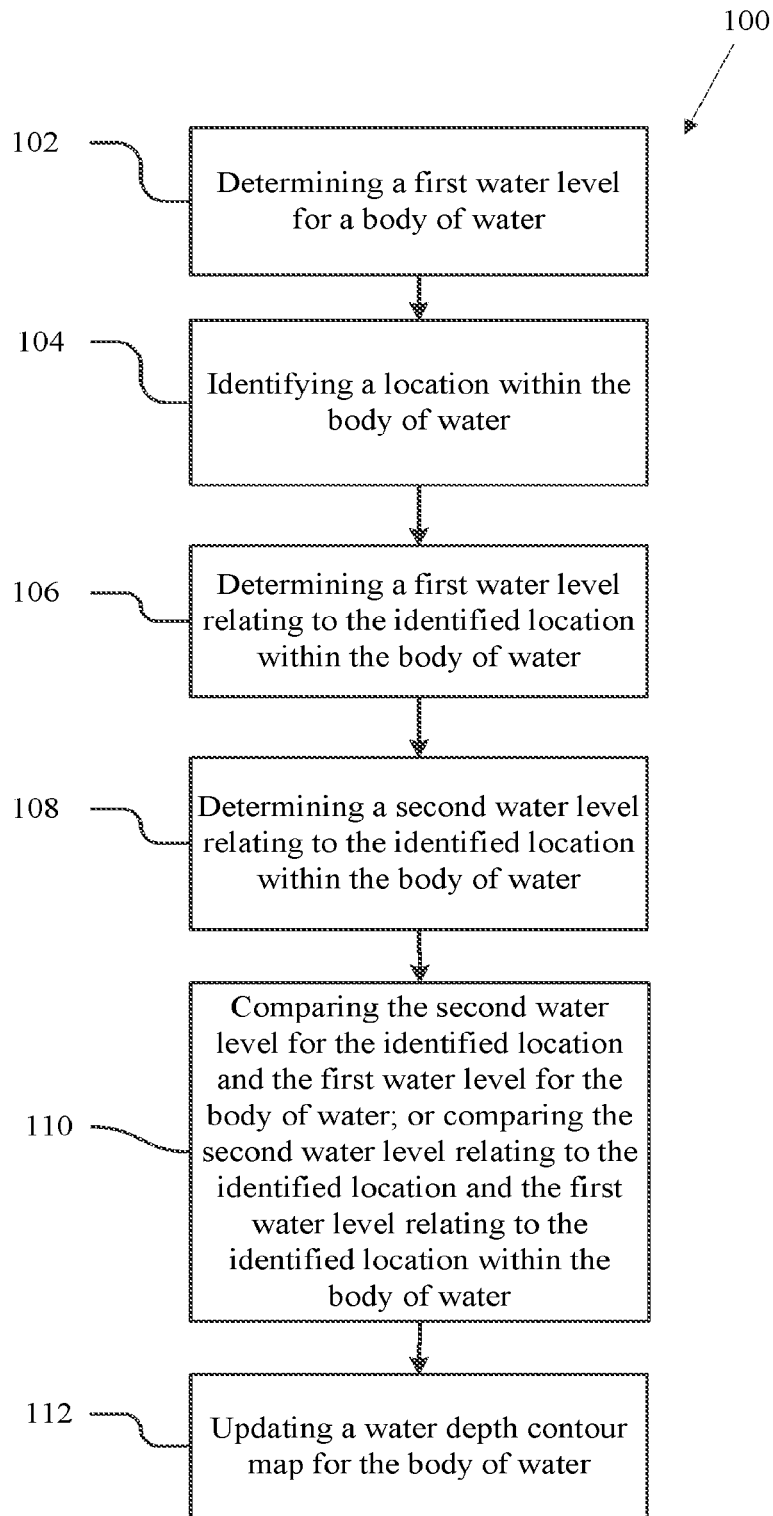 100
102
Determining a first water level
for a body of water
104
Identifying a location within the
body of water
106
Determining a first water level
relating to the identified location
within the body of water
108
Determining a second water level
relating to the identified location
within the body of water
110
Comparing the second water
level for the identified location
and the first water level for the
body of water; or comparing the
second water level relating to the
identified location and the first
water level relating to the
identified location within the
body of water
112
Updating a water depth contour
map for the body of water